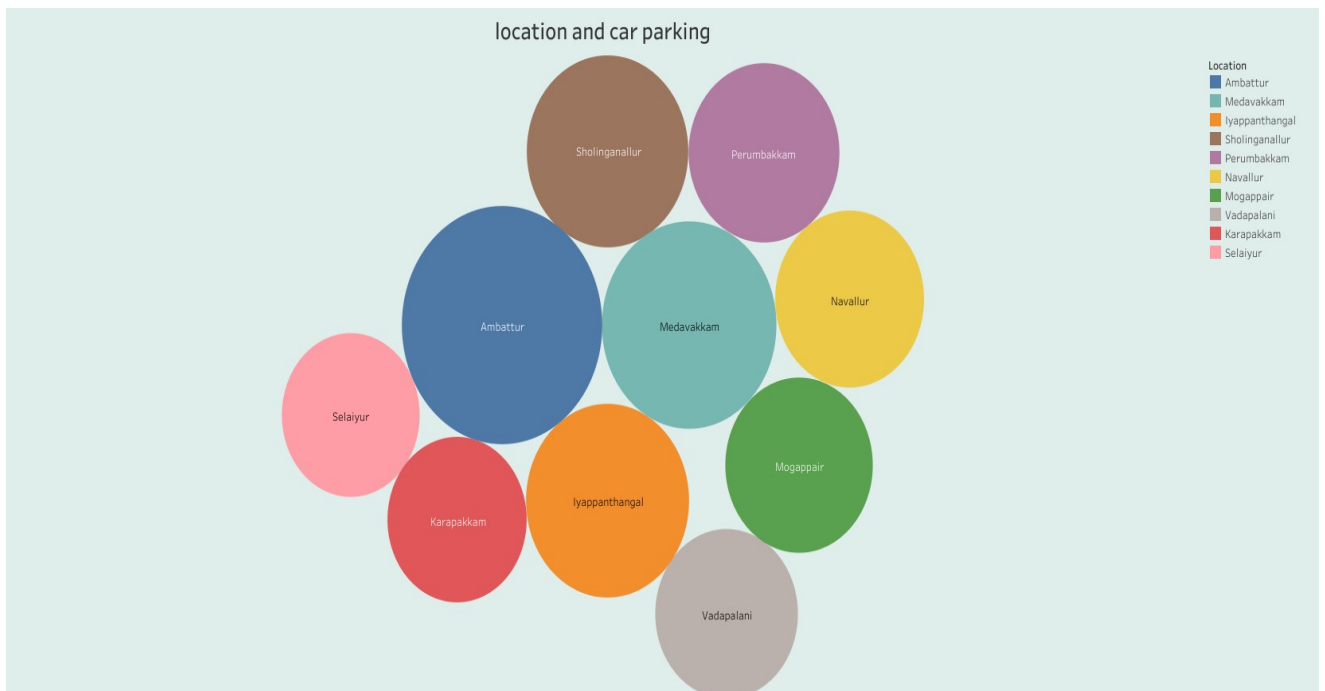 location and car parking
Location
Ambattur
Medavakkam
Iyappanthangal
Sholinganallur
Perumbakkam
Navallur
Mogappair
Vadapalani
Karapakkam
Selaiyur
Sholinganallur
Perumbakkam
Navallur
Ambattur
Medavakkam
Selaiyur
Mogappair
Iyappanthangal
Karapakkam
Vadapalani